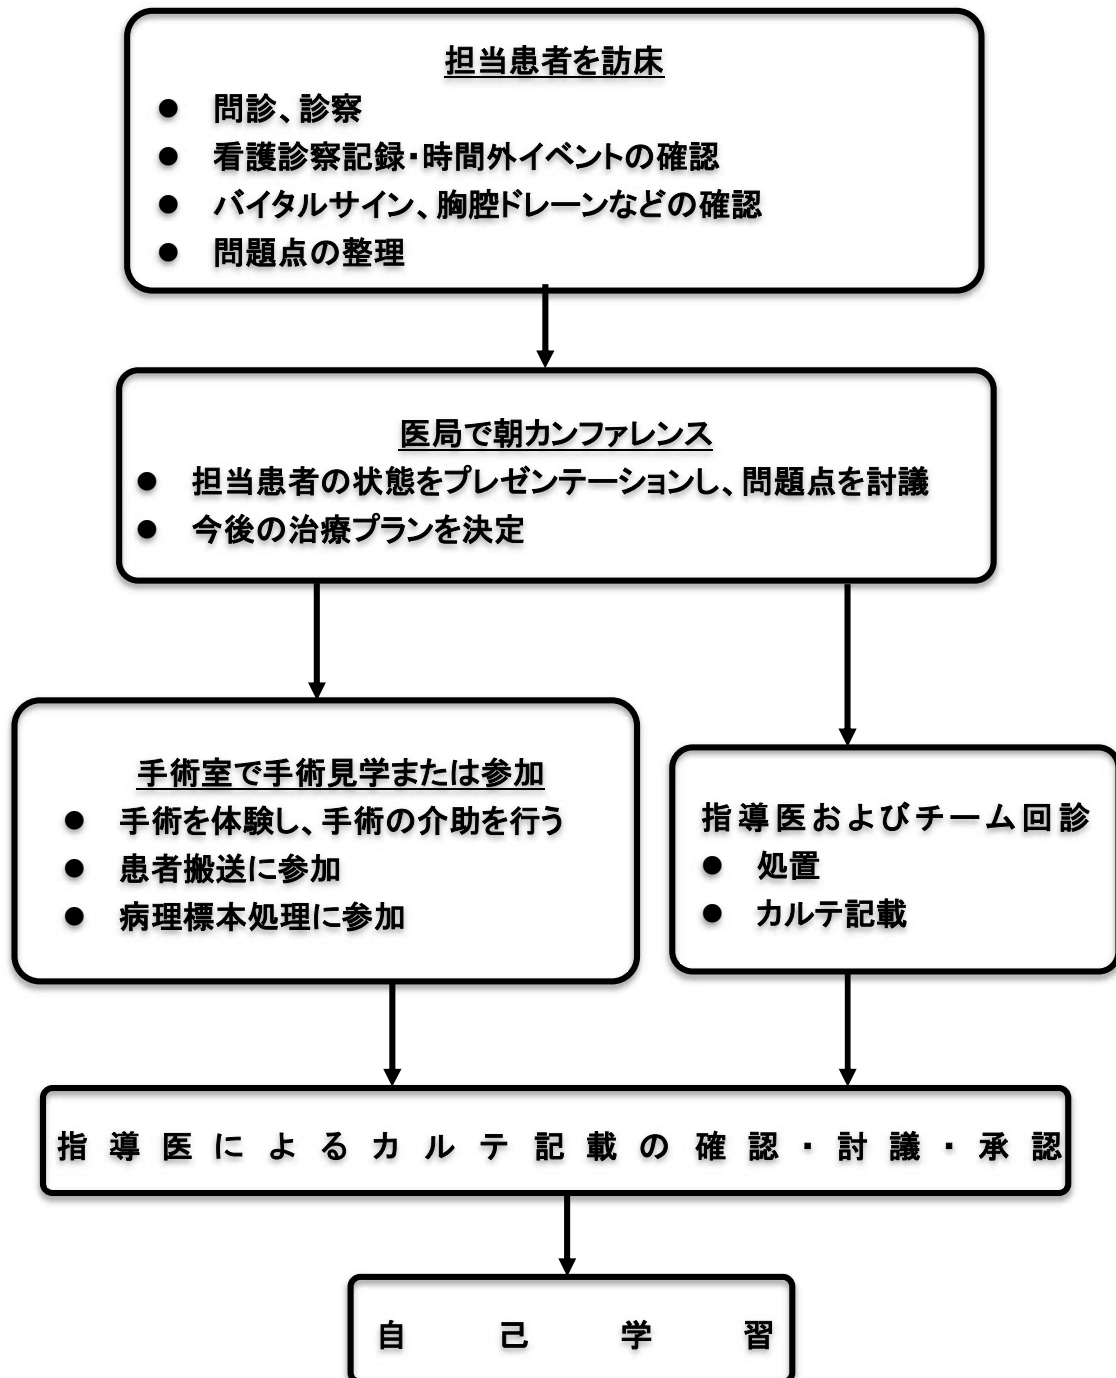 担当患者を訪床
● 問診、診察
● 看護診察記録・時間外イベントの確認
● バイタルサイン、胸腔ドレーンなどの確認
● 問題点の整理
医局で朝カンファレンス
● 担当患者の状態をプレゼンテーションし、問題点を討議
● 今後の治療プランを決定
手術室で手術見学または参加
● 手術を体験し、手術の介助を行う
● 患者搬送に参加
● 病理標本処理に参加
指導医およびチーム回診
● 処置
● カルテ記載
指導医によるカルテ記載の確認・討議・承認
自己学習